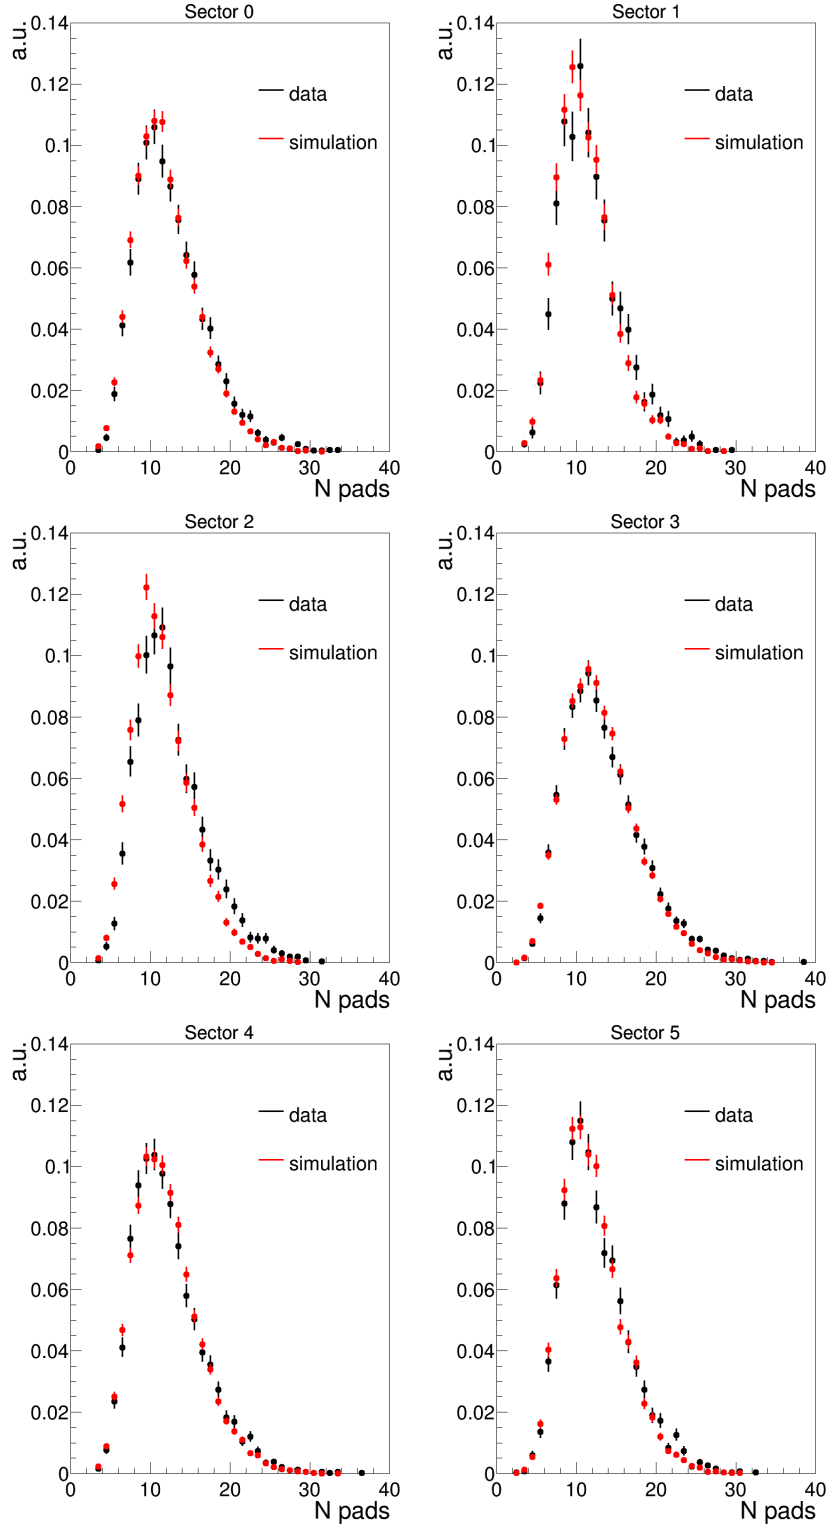 Sector 0
a.u.
0.14
0.12
0.1
0.08
0.06
0.04
0.02
0
data
simulation
0 10 20 30 40
N pads
Sector 1
a.u.
0.14
0.12
0.1
0.08
0.06
0.04
0.02
0
data
simulation
0 10 20 30 40
N pads
Sector 2
a.u.
0.14
0.12
0.1
0.08
0.06
0.04
0.02
0
data
simulation
0 10 20 30 40
N pads
Sector 3
a.u.
0.14
0.12
0.1
0.08
0.06
0.04
0.02
0
data
simulation
0 10 20 30 40
N pads
Sector 4
a.u.
0.14
0.12
0.1
0.08
0.06
0.04
0.02
0
data
simulation
0 10 20 30 40
N pads
Sector 5
a.u.
0.14
0.12
0.1
0.08
0.06
0.04
0.02
0
data
simulation
0 10 20 30 40
N pads